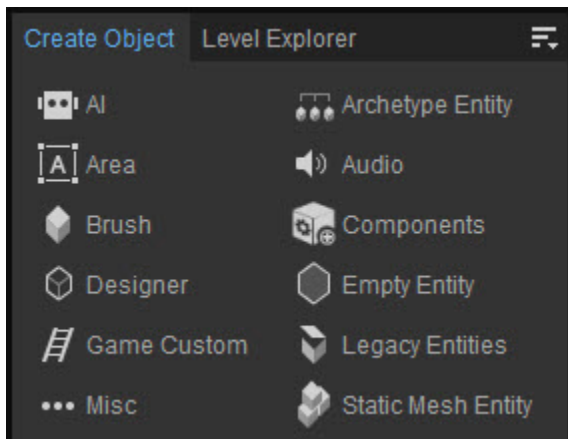 Create Object Level Explorer
AI Archetype Entity
A Area Audio
Brush Components
Designer Empty Entity
Game Custom Legacy Entities
Misc Static Mesh Entity